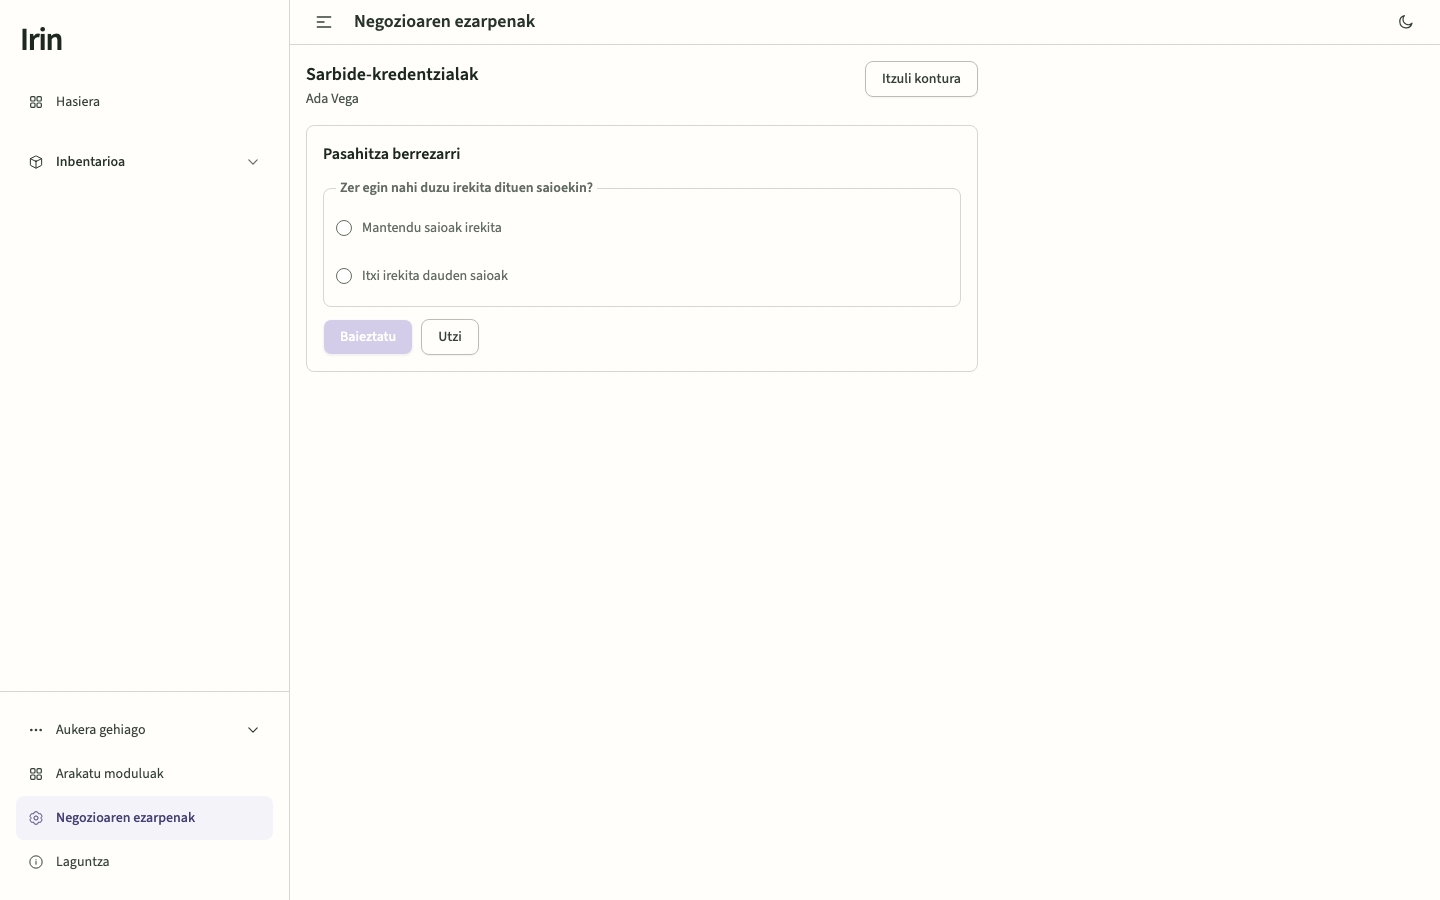 Irin
Hasiera
Inbentarioa
Aukera gehiago
Arakatu moduluak
Negozioaren ezarpenak
Laguntza
Negozioaren ezarpenak
Sarbide-kredentzialak
Ada Vega
Itzuli kontura
Pasahitza berrezarri
Zer egin nahi duzu irekita dituen saioekin?
Mantendu saioak irekita
Itxi irekita dauden saioak
Baieztatu
Utzi